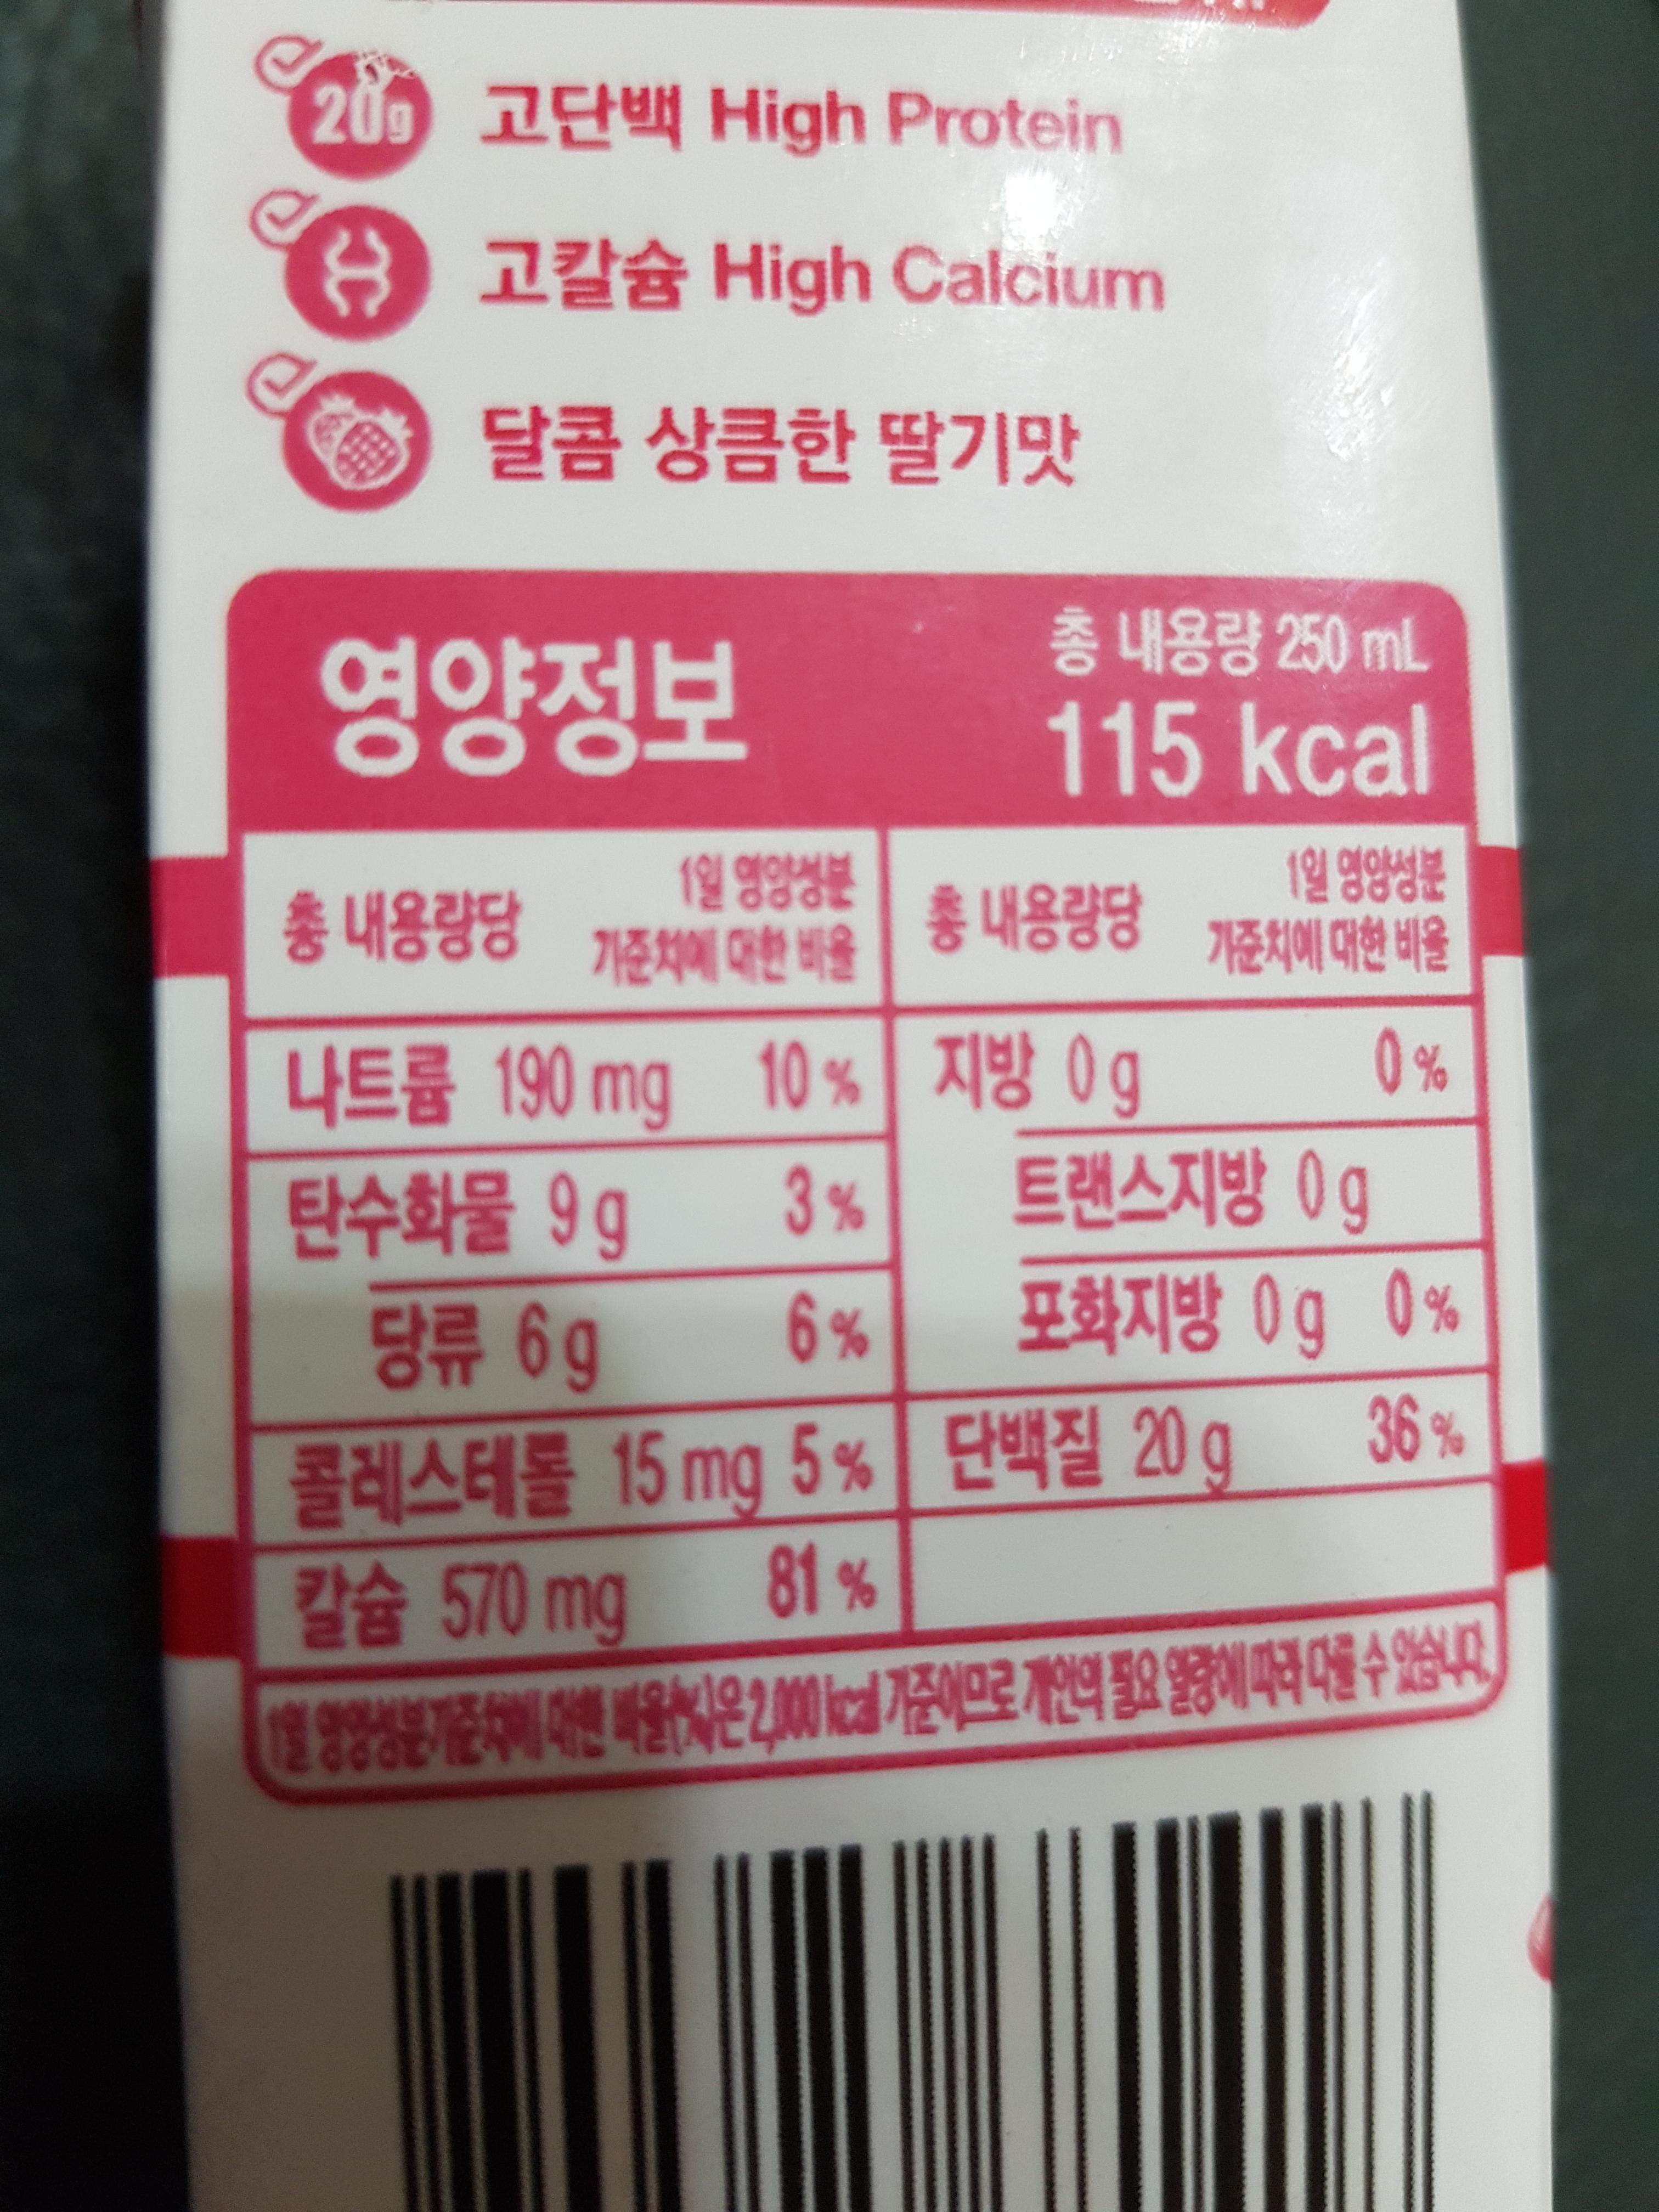 20g 고단백 High Protein
고칼슘 High Calcium
달콤 상큼한 딸기맛
영양정보
총 내용량 250 mL
115 kcal
총 내용량당
1일 영양성분
기준치에 대한 비율
총 내용량당
1일 영양성분
기준치에 대한 비율
나트륨 190 mg 10 %
지방 0 g 0 %
탄수화물 9 g 3 %
트랜스지방 0 g
당류 6 g 6 %
포화지방 0 g 0 %
콜레스테롤 15 mg 5 %
단백질 20 g 36 %
칼슘 570 mg 81 %
1일 영양성분기준치에 대한 비율(%)은 2,000 kcal 기준이므로 개인의 필요 열량에 따라 다를 수 있습니다.